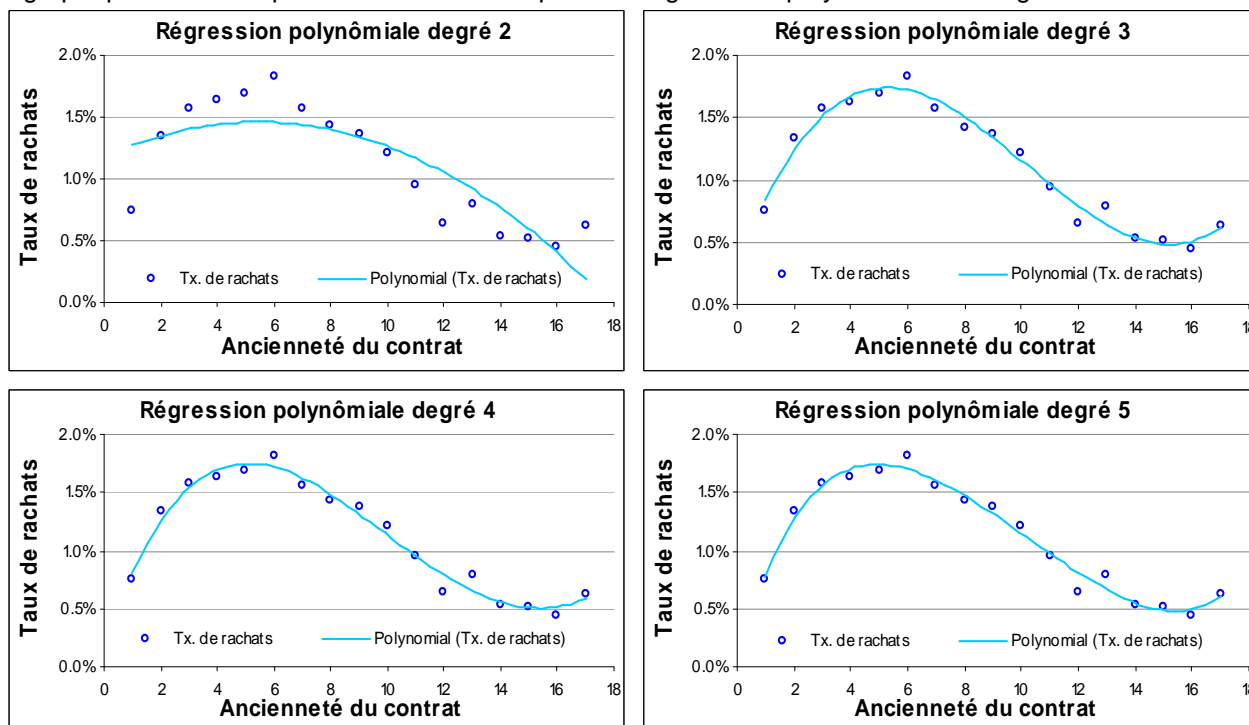 Régression polynômiale degré 2
Taux de rachats
2.0%
1.5%
1.0%
0.5%
0.0%
Tx. de rachats
Polynomial (Tx. de rachats)
0 2 4 6 8 10 12 14 16 18
Ancienneté du contrat
Régression polynômiale degré 3
Taux de rachats
2.0%
1.5%
1.0%
0.5%
0.0%
Tx. de rachats
Polynomial (Tx. de rachats)
0 2 4 6 8 10 12 14 16 18
Ancienneté du contrat
Régression polynômiale degré 4
Taux de rachats
2.0%
1.5%
1.0%
0.5%
0.0%
Tx. de rachats
Polynomial (Tx. de rachats)
0 2 4 6 8 10 12 14 16 18
Ancienneté du contrat
Régression polynômiale degré 5
Taux de rachats
2.0%
1.5%
1.0%
0.5%
0.0%
Tx. de rachats
Polynomial (Tx. de rachats)
0 2 4 6 8 10 12 14 16 18
Ancienneté du contrat